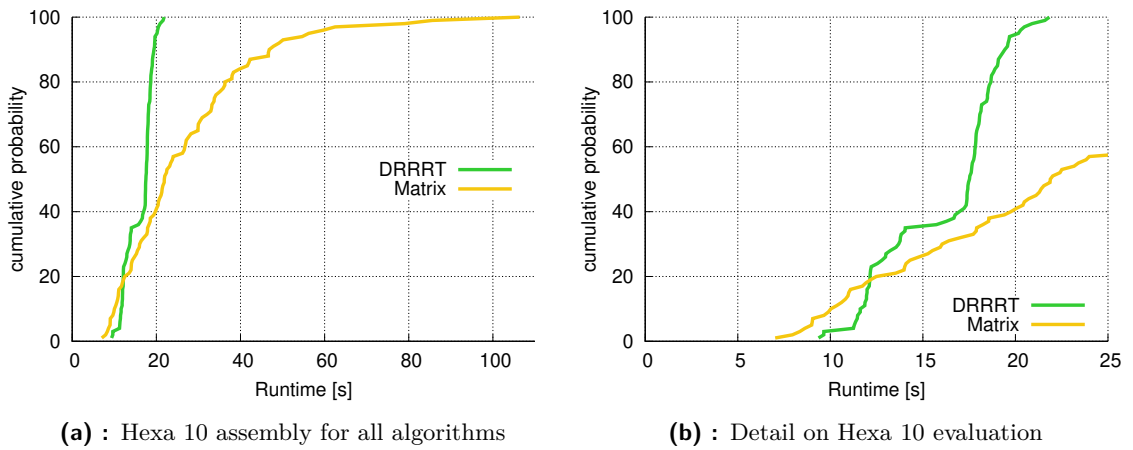 100
80
60
40
20
0
cumulative probability
0 20 40 60 80 100
Runtime [s]
DRRRT
Matrix
(a) : Hexa 10 assembly for all algorithms
100
80
60
40
20
0
cumulative probability
0 5 10 15 20 25
Runtime [s]
DRRRT
Matrix
(b) : Detail on Hexa 10 evaluation